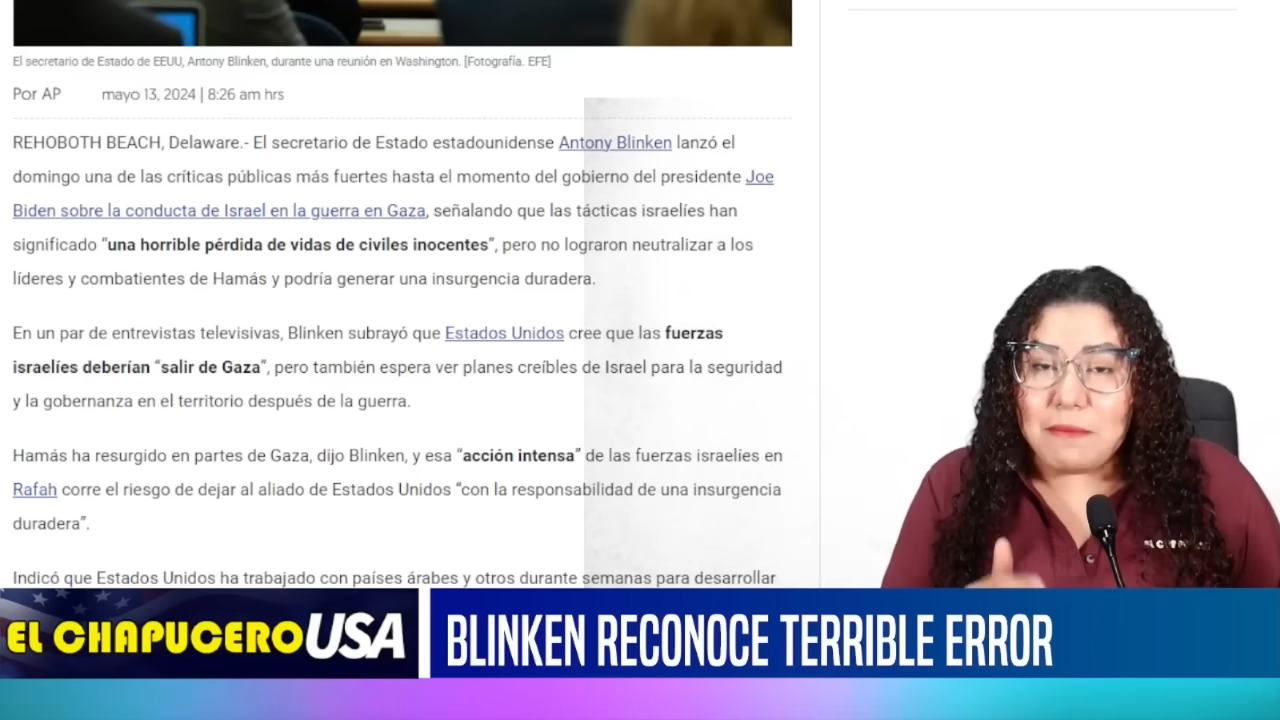 El secretario de Estado de EEUU, Antony Blinken, durante una reunión en Washington. [Fotografía. EFE]
Por AP mayo 13, 2024 | 8:26 am hrs
REHOBOTH BEACH, Delaware.- El secretario de Estado estadounidense Antony Blinken lanzó el
domingo una de las críticas públicas más fuertes hasta el momento del gobierno del presidente Joe
Biden sobre la conducta de Israel en la guerra en Gaza, señalando que las tácticas israelíes han
significado “una horrible pérdida de vidas de civiles inocentes”, pero no lograron neutralizar a los
líderes y combatientes de Hamás y podría generar una insurgencia duradera.
En un par de entrevistas televisivas, Blinken subrayó que Estados Unidos cree que las fuerzas
israelíes deberían “salir de Gaza”, pero también espera ver planes creíbles de Israel para la seguridad
y la gobernanza en el territorio después de la guerra.
Hamás ha resurgido en partes de Gaza, dijo Blinken, y esa “acción intensa” de las fuerzas israelíes en
Rafah corre el riesgo de dejar al aliado de Estados Unidos “con la responsabilidad de una insurgencia
duradera”.
Indicó que Estados Unidos ha trabajado con países árabes y otros durante semanas para desarrollar
EL CHAPUCERO USA
BLINKEN RECONOCE TERRIBLE ERROR